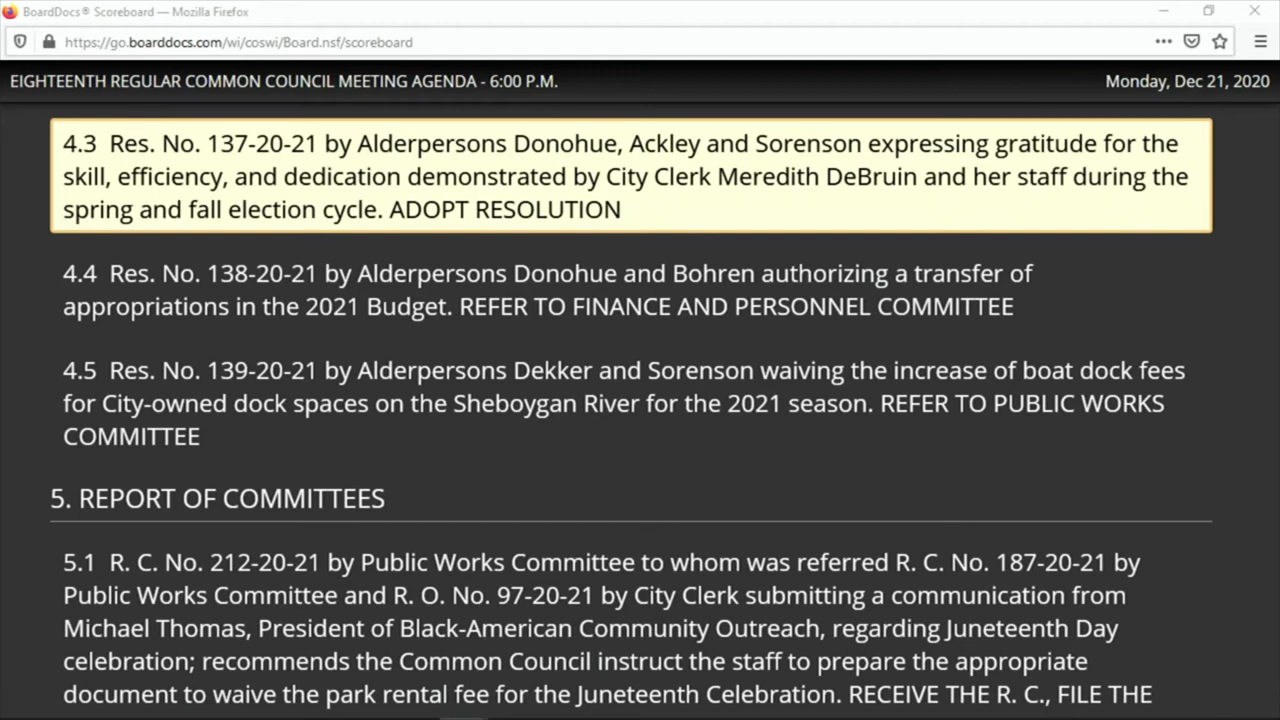 BoardDocs® Scoreboard — Mozilla Firefox
https://go.boarddocs.com/wi/coswi/Board.nsf/scoreboard
EIGHTEENTH REGULAR COMMON COUNCIL MEETING AGENDA - 6:00 P.M. Monday, Dec 21, 2020
4.3 Res. No. 137-20-21 by Alderpersons Donohue, Ackley and Sorenson expressing gratitude for the
skill, efficiency, and dedication demonstrated by City Clerk Meredith DeBruin and her staff during the
spring and fall election cycle. ADOPT RESOLUTION
4.4 Res. No. 138-20-21 by Alderpersons Donohue and Bohren authorizing a transfer of
appropriations in the 2021 Budget. REFER TO FINANCE AND PERSONNEL COMMITTEE
4.5 Res. No. 139-20-21 by Alderpersons Dekker and Sorenson waiving the increase of boat dock fees
for City-owned dock spaces on the Sheboygan River for the 2021 season. REFER TO PUBLIC WORKS
COMMITTEE
5. REPORT OF COMMITTEES
5.1 R. C. No. 212-20-21 by Public Works Committee to whom was referred R. C. No. 187-20-21 by
Public Works Committee and R. O. No. 97-20-21 by City Clerk submitting a communication from
Michael Thomas, President of Black-American Community Outreach, regarding Juneteenth Day
celebration; recommends the Common Council instruct the staff to prepare the appropriate
document to waive the park rental fee for the Juneteenth Celebration. RECEIVE THE R. C., FILE THE